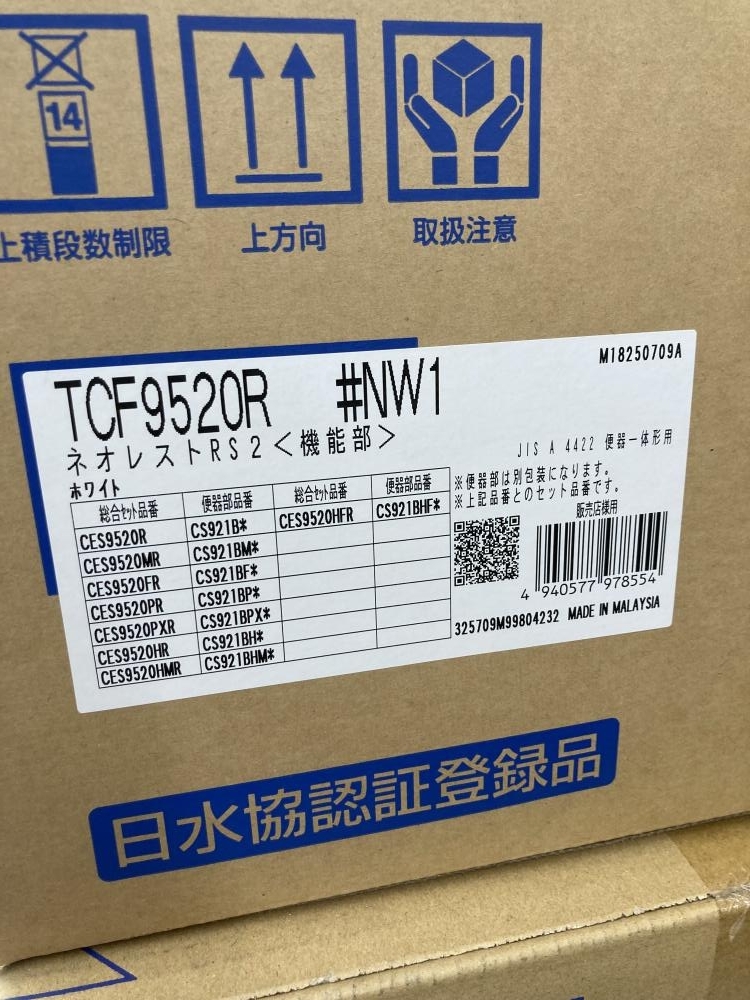 14
上積段数制限
上方向
取扱注意
M18250709A
TCF9520R #NW1
ネオレストRS2<機能部>
ホワイト
JIS A 4422 便器一体形用
※便器部は別包装になります。
※上記品番とのセット品番です。
販売店様用
総合セット品番 便器部品番 総合セット品番 便器部品番
CES9520R CS921B* CES9520HFR CS921BHF*
CES9520MR CS921BM*
CES9520FR CS921BF*
CES9520PR CS921BP*
CES9520PXR CS921BPX*
CES9520HR CS921BH*
CES9520HMR CS921BHM*
4 940577 978554
325709M99804232 MADE IN MALAYSIA
日水協認証登録品